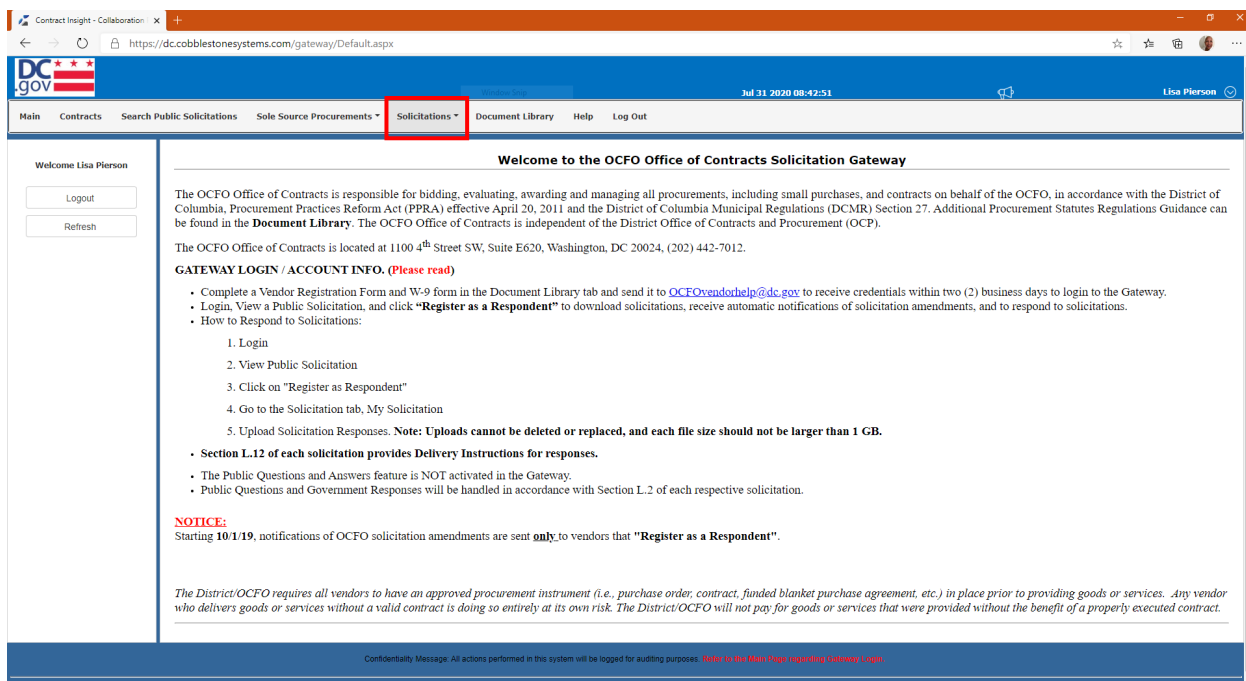 Contract Insight - Collaboration
https://dc.cobblestonesystems.com/gateway/Default.aspx
DC
.gov
Window Snip
Jul 31 2020 08:42:51
Lisa Pierson
Main Contracts Search Public Solicitations Sole Source Procurements Solicitations Document Library Help Log Out
Welcome Lisa Pierson
Logout
Refresh
Welcome to the OCFO Office of Contracts Solicitation Gateway
The OCFO Office of Contracts is responsible for bidding, evaluating, awarding and managing all procurements, including small purchases, and contracts on behalf of the OCFO, in accordance with the District of
Columbia, Procurement Practices Reform Act (PPRA) effective April 20, 2011 and the District of Columbia Municipal Regulations (DCMR) Section 27. Additional Procurement Statutes Regulations Guidance can
be found in the Document Library. The OCFO Office of Contracts is independent of the District Office of Contracts and Procurement (OCP).
The OCFO Office of Contracts is located at 1100 4th Street SW, Suite E620, Washington, DC 20024, (202) 442-7012.
GATEWAY LOGIN / ACCOUNT INFO. (Please read)
• Complete a Vendor Registration Form and W-9 form in the Document Library tab and send it to OCFOvendorhelp@dc.gov to receive credentials within two (2) business days to login to the Gateway.
• Login, View a Public Solicitation, and click “Register as a Respondent” to download solicitations, receive automatic notifications of solicitation amendments, and to respond to solicitations.
• How to Respond to Solicitations:
1. Login
2. View Public Solicitation
3. Click on "Register as Respondent"
4. Go to the Solicitation tab, My Solicitation
5. Upload Solicitation Responses. Note: Uploads cannot be deleted or replaced, and each file size should not be larger than 1 GB.
• Section L.12 of each solicitation provides Delivery Instructions for responses.
• The Public Questions and Answers feature is NOT activated in the Gateway.
• Public Questions and Government Responses will be handled in accordance with Section L.2 of each respective solicitation.
NOTICE:
Starting 10/1/19, notifications of OCFO solicitation amendments are sent only to vendors that "Register as a Respondent".
The District/OCFO requires all vendors to have an approved procurement instrument (i.e., purchase order, contract, funded blanket purchase agreement, etc.) in place prior to providing goods or services. Any vendor
who delivers goods or services without a valid contract is doing so entirely at its own risk. The District/OCFO will not pay for goods or services that were provided without the benefit of a properly executed contract.
Confidentiality Message: All actions performed in this system will be logged for auditing purposes. Refer to the Main Page regarding Gateway Login.